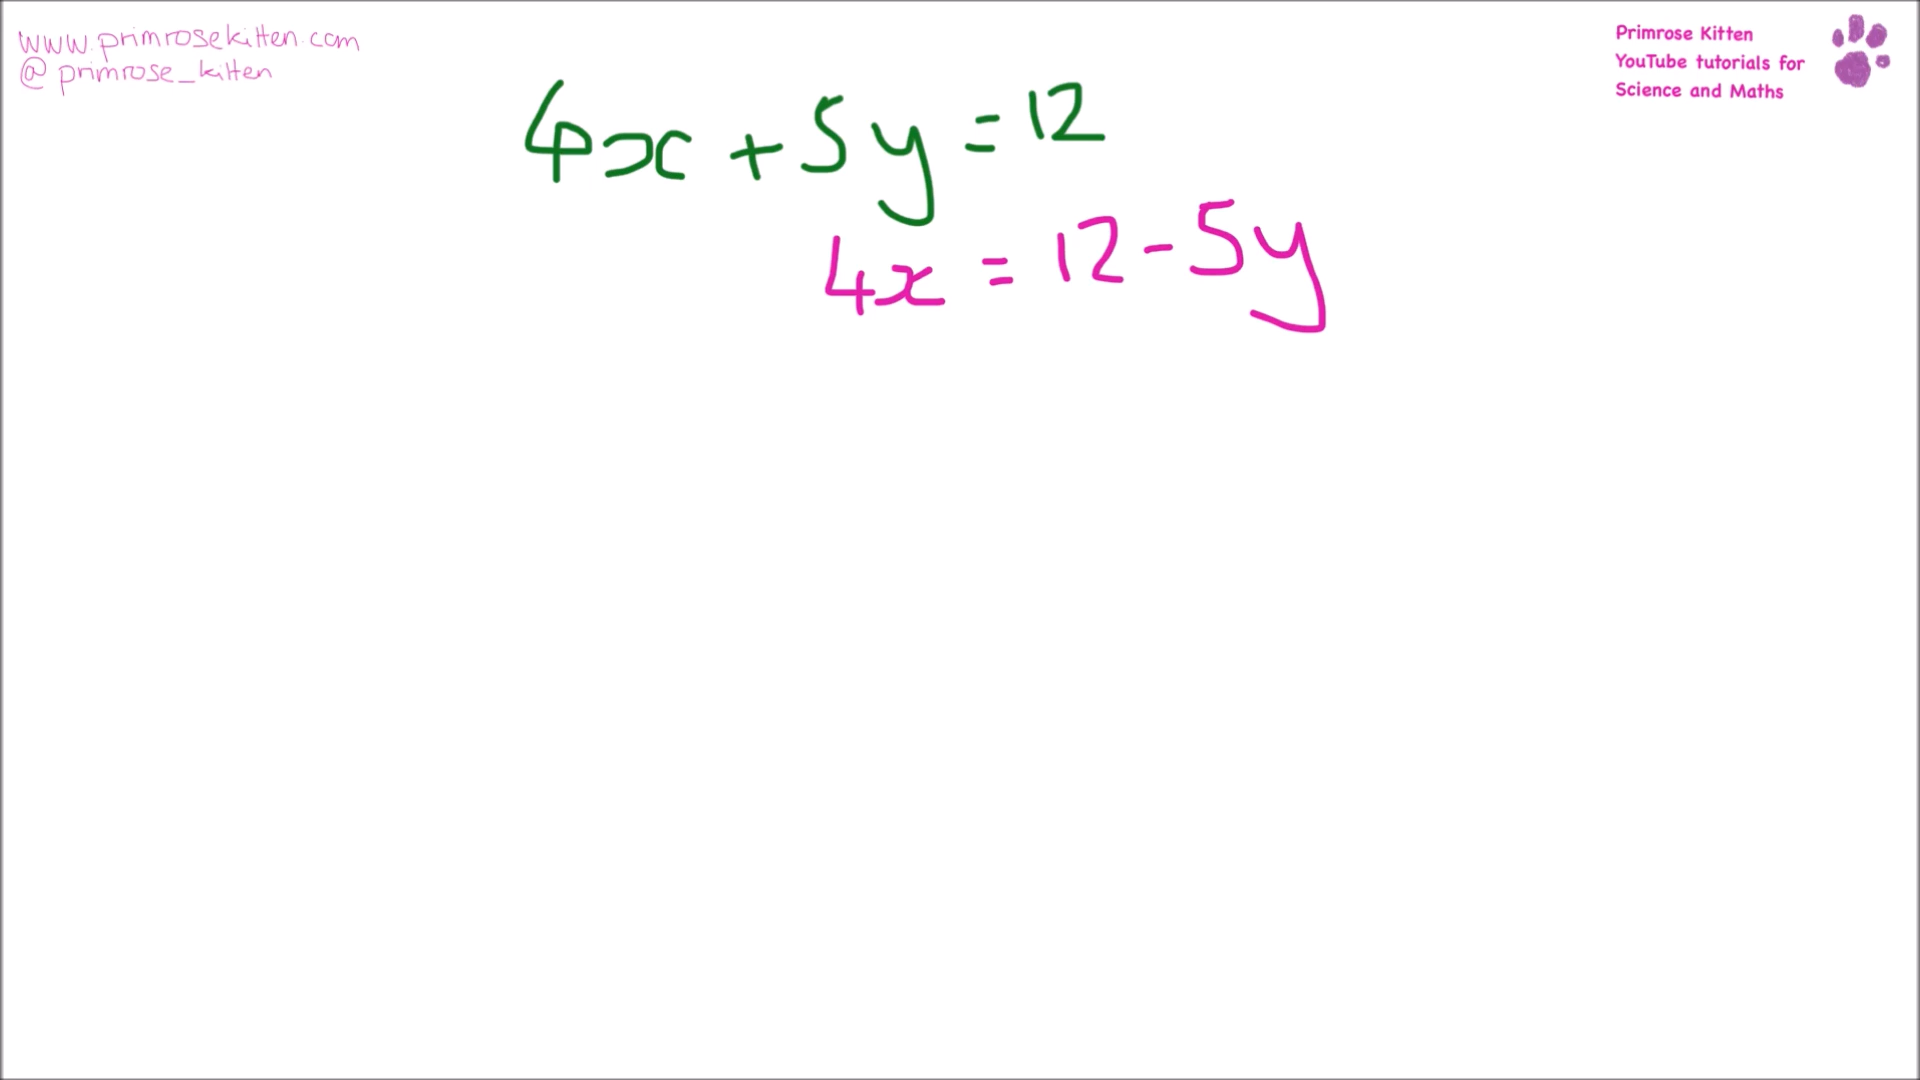 www.primrosekitten.com
@primrose_kitten
Primrose Kitten
YouTube tutorials for
Science and Maths
4x + 5y = 12
4x = 12 - 5y